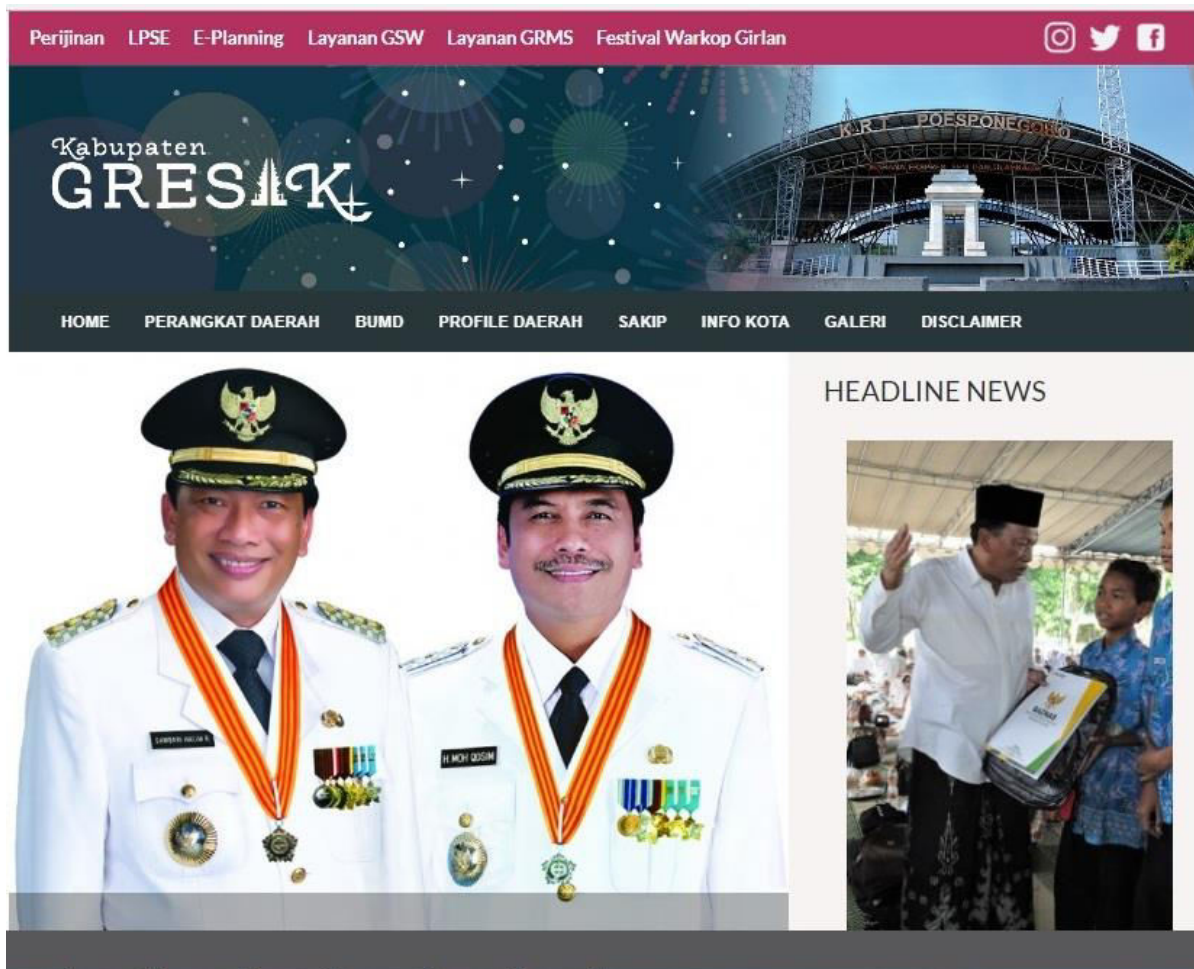 Perijinan LPSE E-Planning Layanan GSW Layanan GRMS Festival Warkop Girlan
Kabupaten
GRESIK
K.R.T POESPONEGORO
HOME PERANGKAT DAERAH BUMD PROFILE DAERAH SAKIP INFO KOTA GALERI DISCLAIMER
HEADLINE NEWS
H. MOH QOSIM
BAZNAS